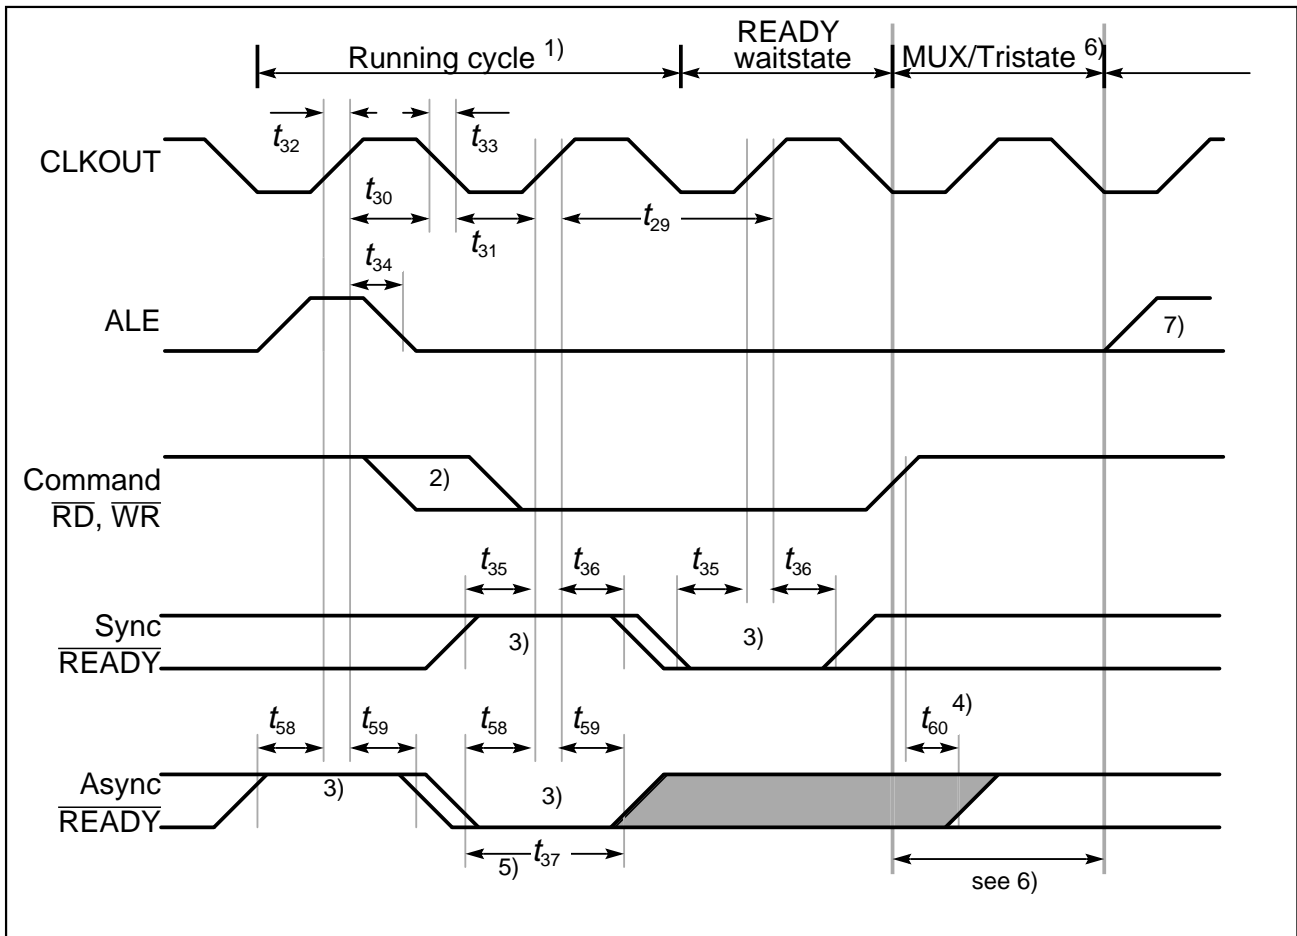 READY
Running cycle 1) waitstate MUX/Tristate 6)
t32 t33
CLKOUT
t30
t29
t31
t34
ALE 7)
Command 2)
RD, WR
t35 t36 t35 t36
Sync 3) 3)
READY
t58 t59 t58 t59 t60 4)
Async 3) 3)
READY
5) t37
see 6)